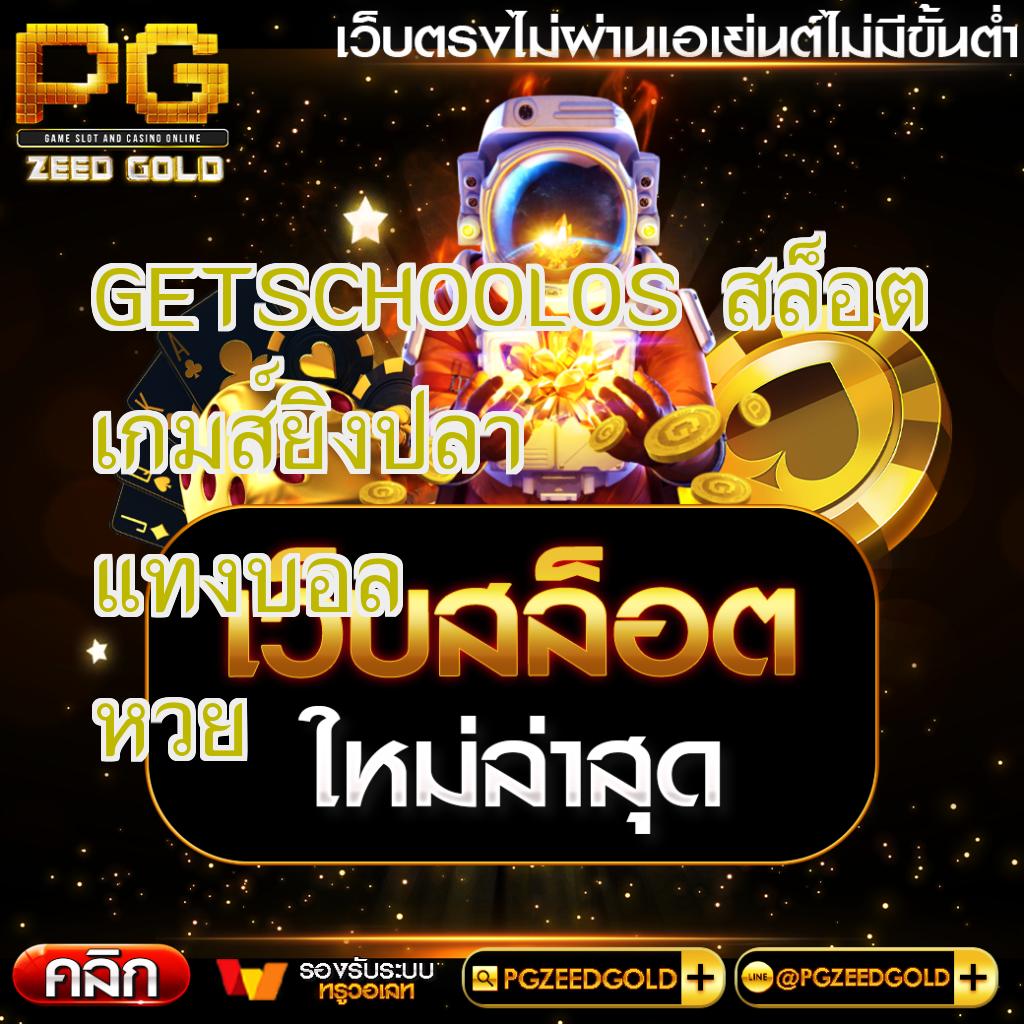 เว็บตรงไม่ผ่านเอเย่นต์ไม่มีขั้นต่ำ
PG
GAME SLOT AND CASINO ONLINE
ZEED GOLD
GETSCHOOLOS สล็อต
เกมส์ยิงปลา
แทงบอล
เว็บสล็อต
หวย
ใหม่ล่าสุด
คลิก
รองรับระบบ
ทรูวอเลท
PGZEEDGOLD +
LINE @PGZEEDGOLD +